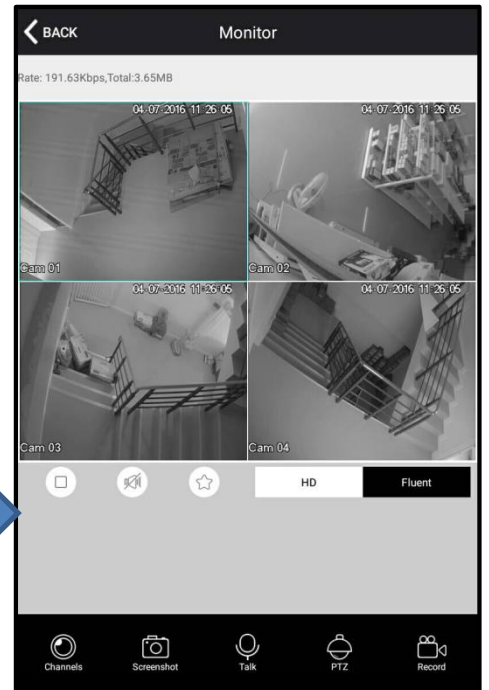 BACK Monitor
Rate: 191.63Kbps,Total:3.65MB
04-07-2016 11:26:05 04-07-2016 11:26:05
Cam 01 Cam 02
04-07-2016 11:26:05 04-07-2016 11:26:05
Cam 03 Cam 04
HD Fluent
Channels Screenshot Talk PTZ Record